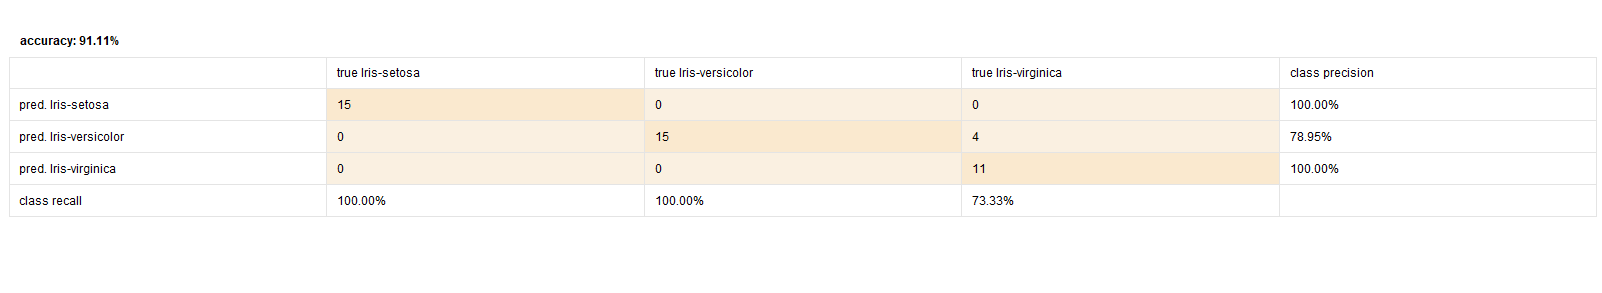 accuracy: 91.11%
true Iris-setosa true Iris-versicolor true Iris-virginica class precision
pred. Iris-setosa 15 0 0 100.00%
pred. Iris-versicolor 0 15 4 78.95%
pred. Iris-virginica 0 0 11 100.00%
class recall 100.00% 100.00% 73.33%